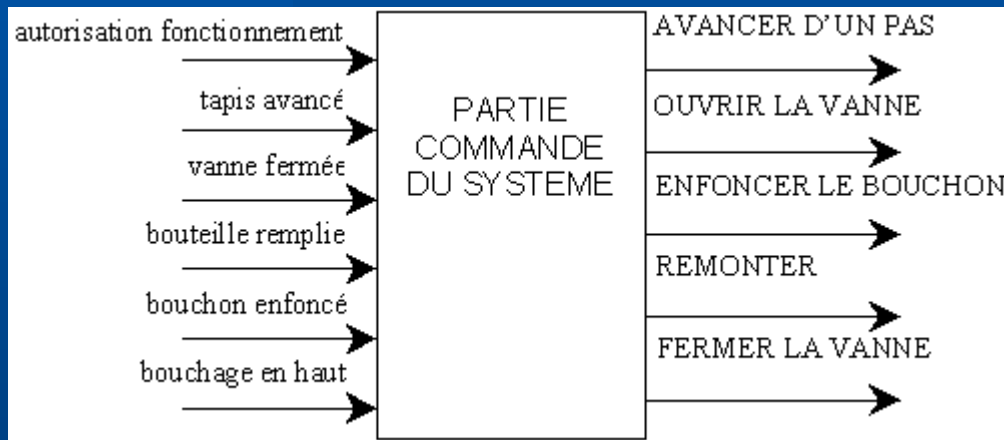 autorisation fonctionnement
tapis avancé
vanne fermée
bouteille remplie
bouchon enfoncé
bouchage en haut
PARTIE
COMMANDE
DU SYSTEME
AVANCER D'UN PAS
OUVRIR LA VANNE
ENFONCER LE BOUCHON
REMONTER
FERMER LA VANNE